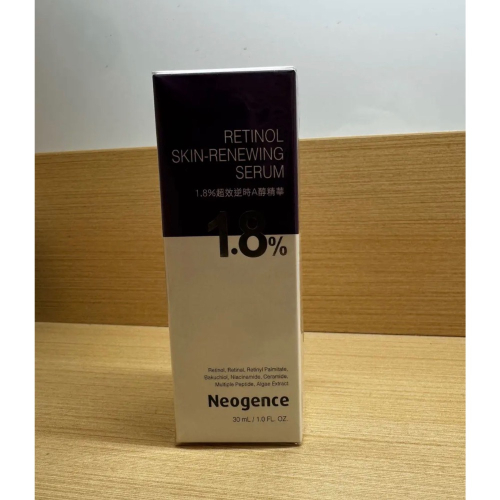 RETINOL
SKIN-RENEWING
SERUM
1.8%超效逆時A醇精華
1.8%
Retinol, Retinal, Retinyl Palmitate,
Bakuchiol, Niacinamide, Ceramide,
Multiple Peptide, Algae Extract
Neogence
30 mL / 1.0 FL. OZ.